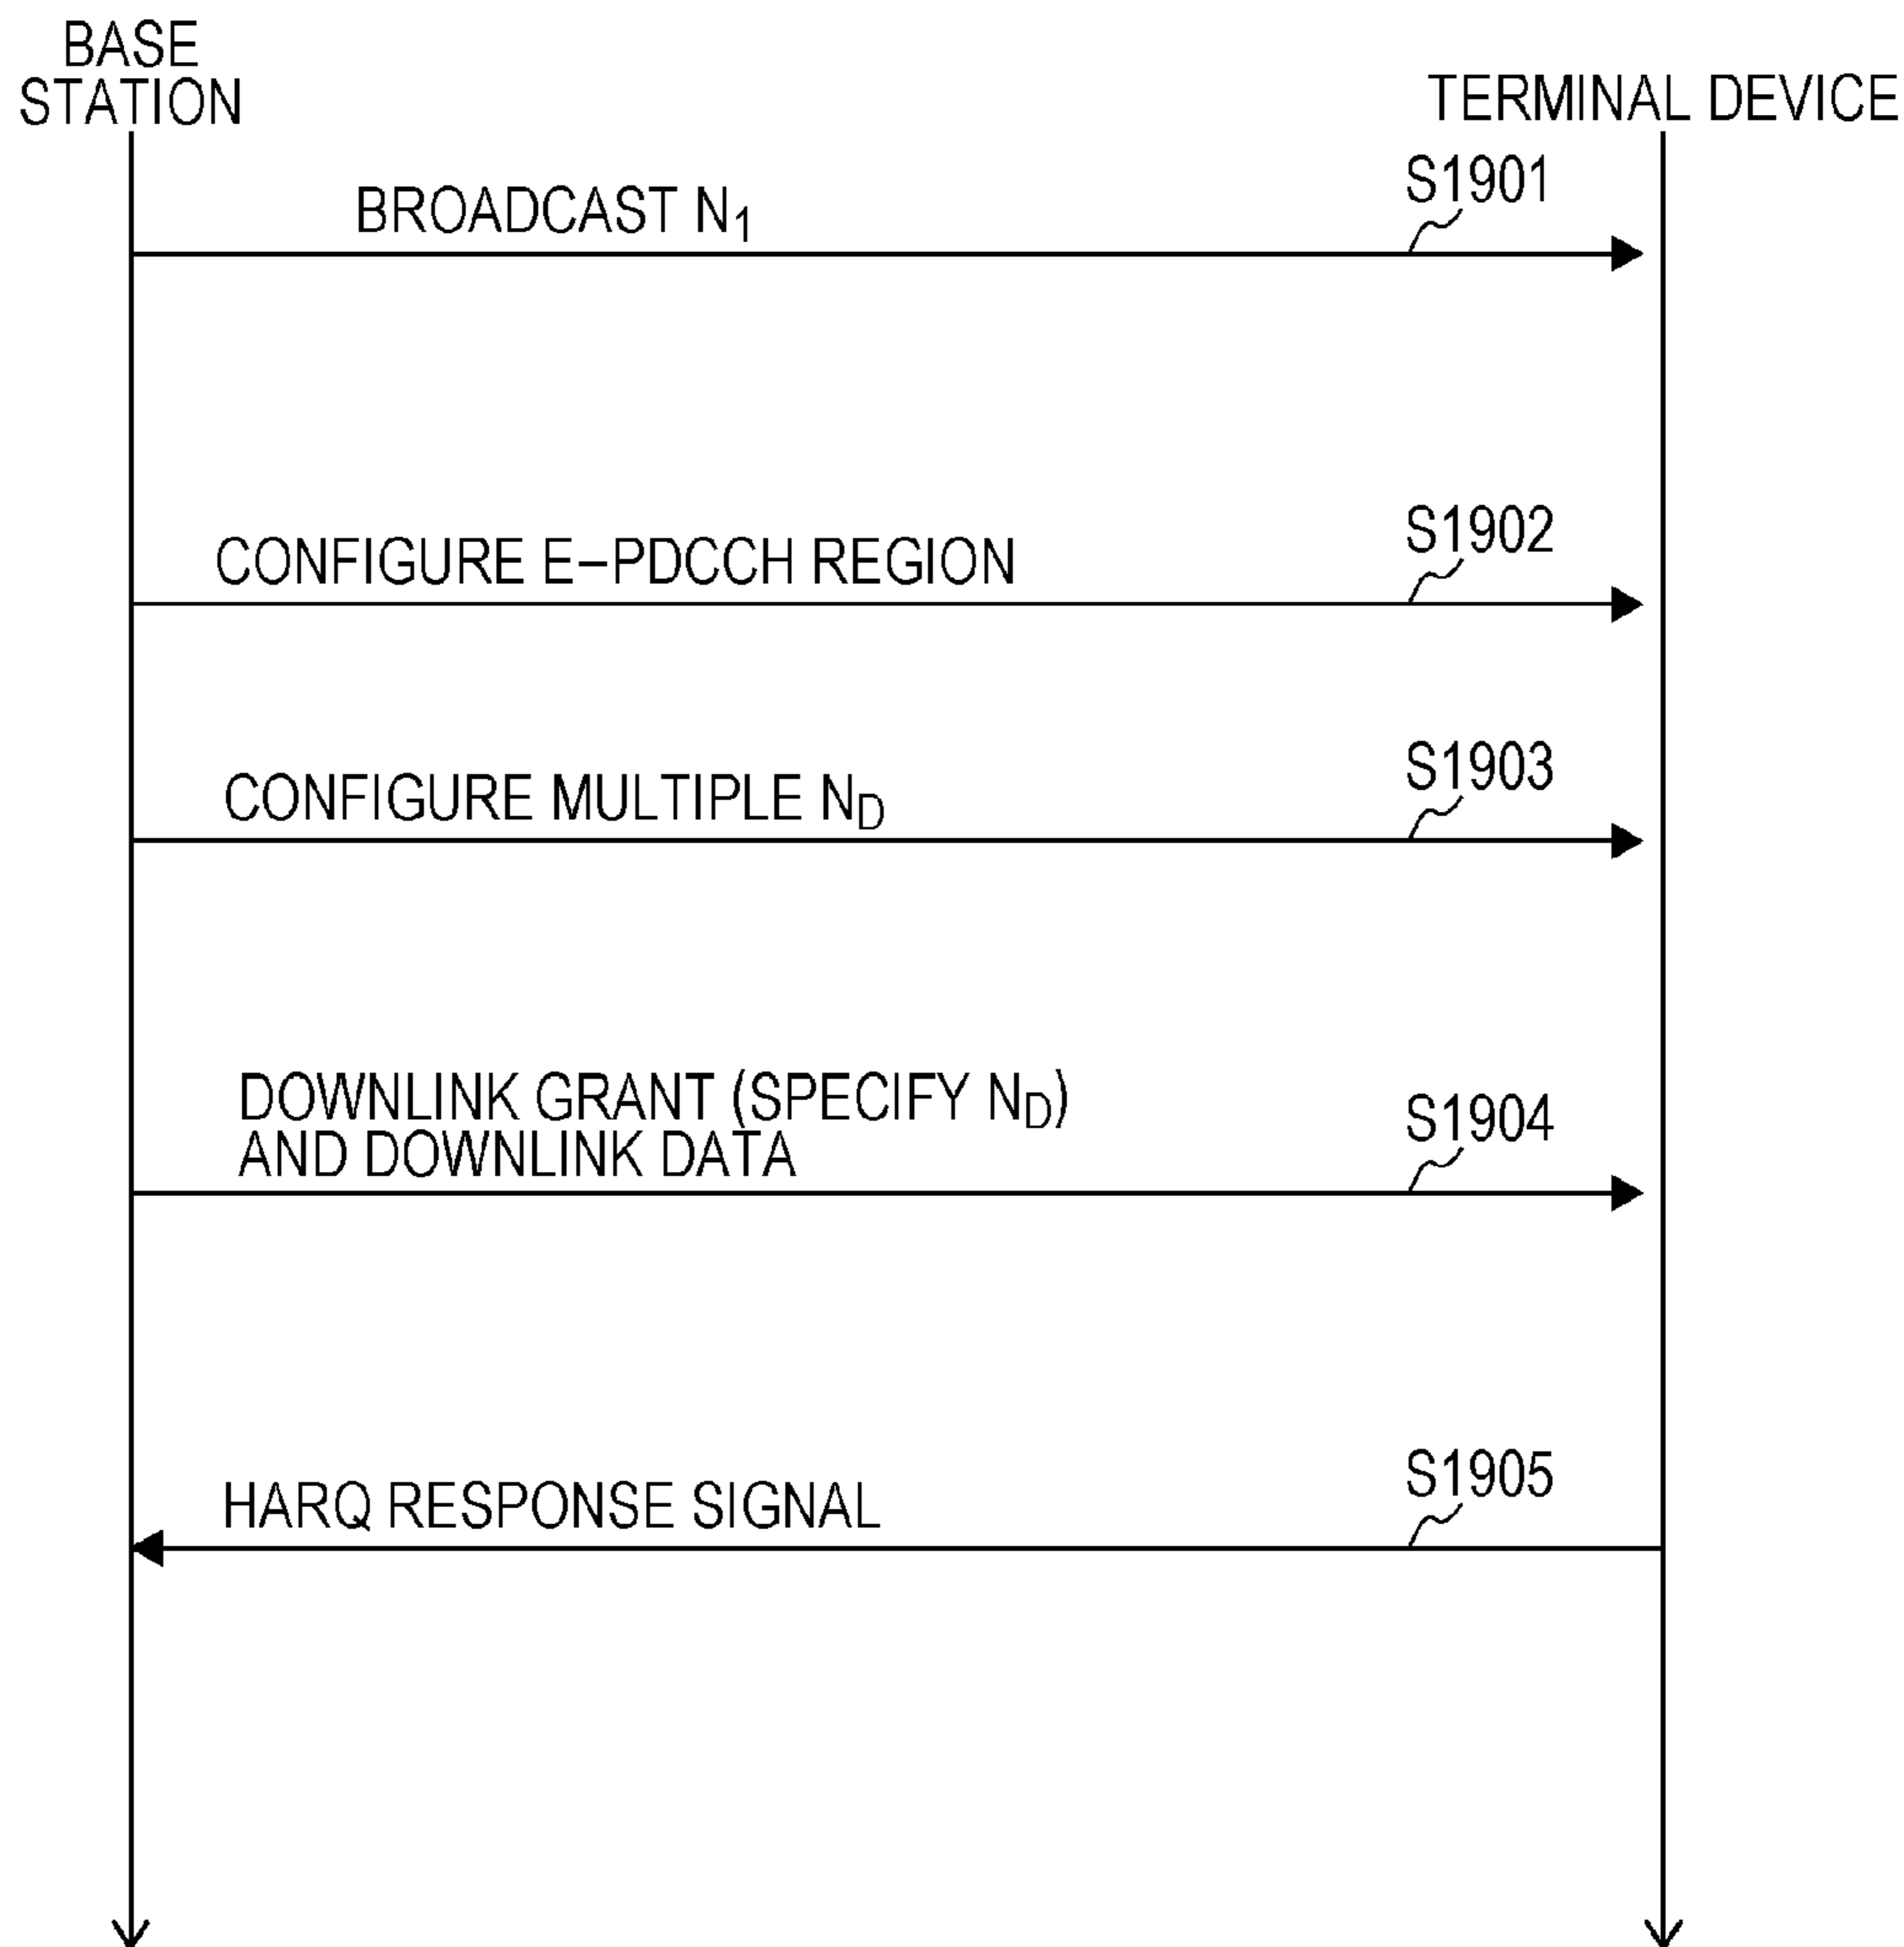 BASE
STATION
TERMINAL DEVICE
BROADCAST N1
S1901
CONFIGURE E-PDCCH REGION
S1902
CONFIGURE MULTIPLE ND
S1903
DOWNLINK GRANT (SPECIFY ND)
AND DOWNLINK DATA
S1904
HARQ RESPONSE SIGNAL
S1905